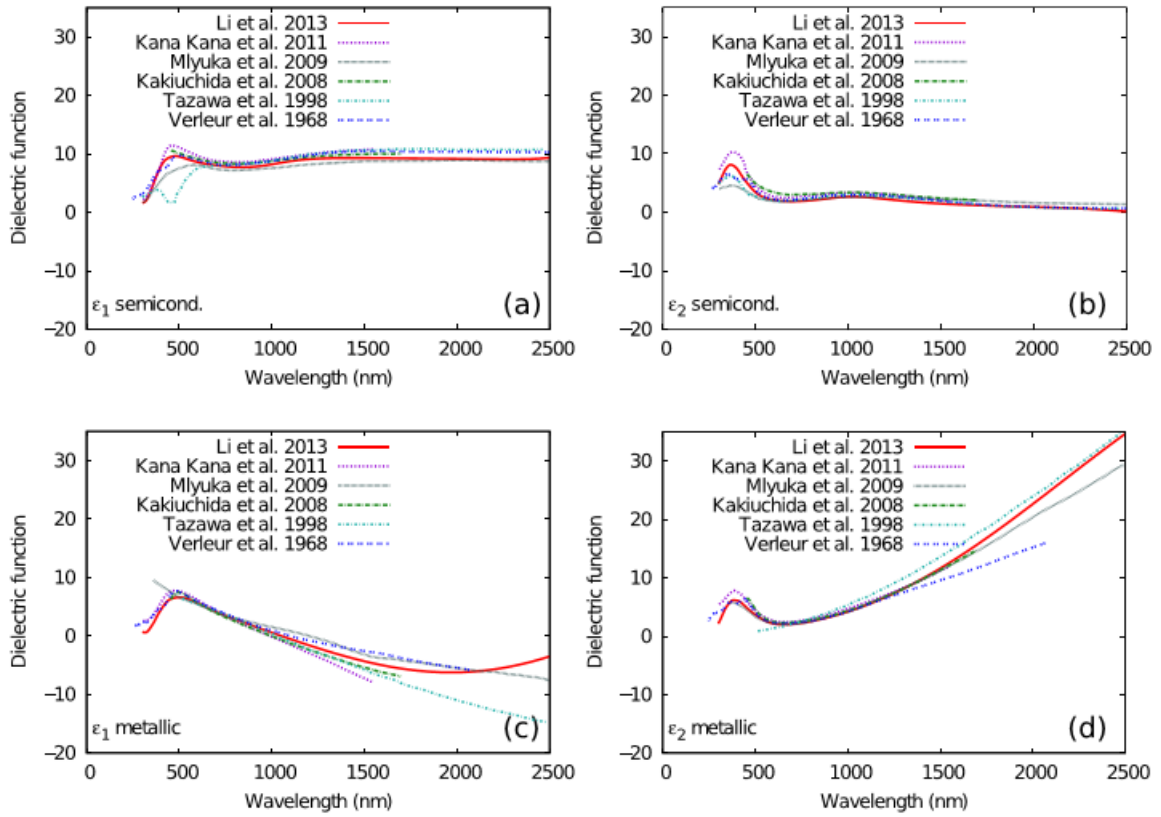 Dielectric function
30
20
10
0
−10
−20
Li et al. 2013
Kana Kana et al. 2011
Mlyuka et al. 2009
Kakiuchida et al. 2008
Tazawa et al. 1998
Verleur et al. 1968
ε1 semicond.
(a)
0 500 1000 1500 2000 2500
Wavelength (nm)
Dielectric function
30
20
10
0
−10
−20
Li et al. 2013
Kana Kana et al. 2011
Mlyuka et al. 2009
Kakiuchida et al. 2008
Tazawa et al. 1998
Verleur et al. 1968
ε2 semicond.
(b)
0 500 1000 1500 2000 2500
Wavelength (nm)
Dielectric function
30
20
10
0
−10
−20
Li et al. 2013
Kana Kana et al. 2011
Mlyuka et al. 2009
Kakiuchida et al. 2008
Tazawa et al. 1998
Verleur et al. 1968
ε1 metallic
(c)
0 500 1000 1500 2000 2500
Wavelength (nm)
Dielectric function
30
20
10
0
−10
−20
Li et al. 2013
Kana Kana et al. 2011
Mlyuka et al. 2009
Kakiuchida et al. 2008
Tazawa et al. 1998
Verleur et al. 1968
ε2 metallic
(d)
0 500 1000 1500 2000 2500
Wavelength (nm)